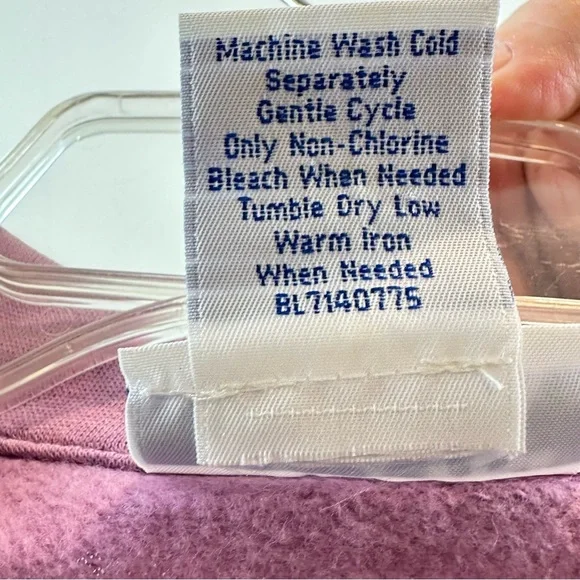 Machine Wash Cold
Separately
Gentle Cycle
Only Non-Chlorine
Bleach When Needed
Tumble Dry Low
Warm Iron
When Needed
BL7140775